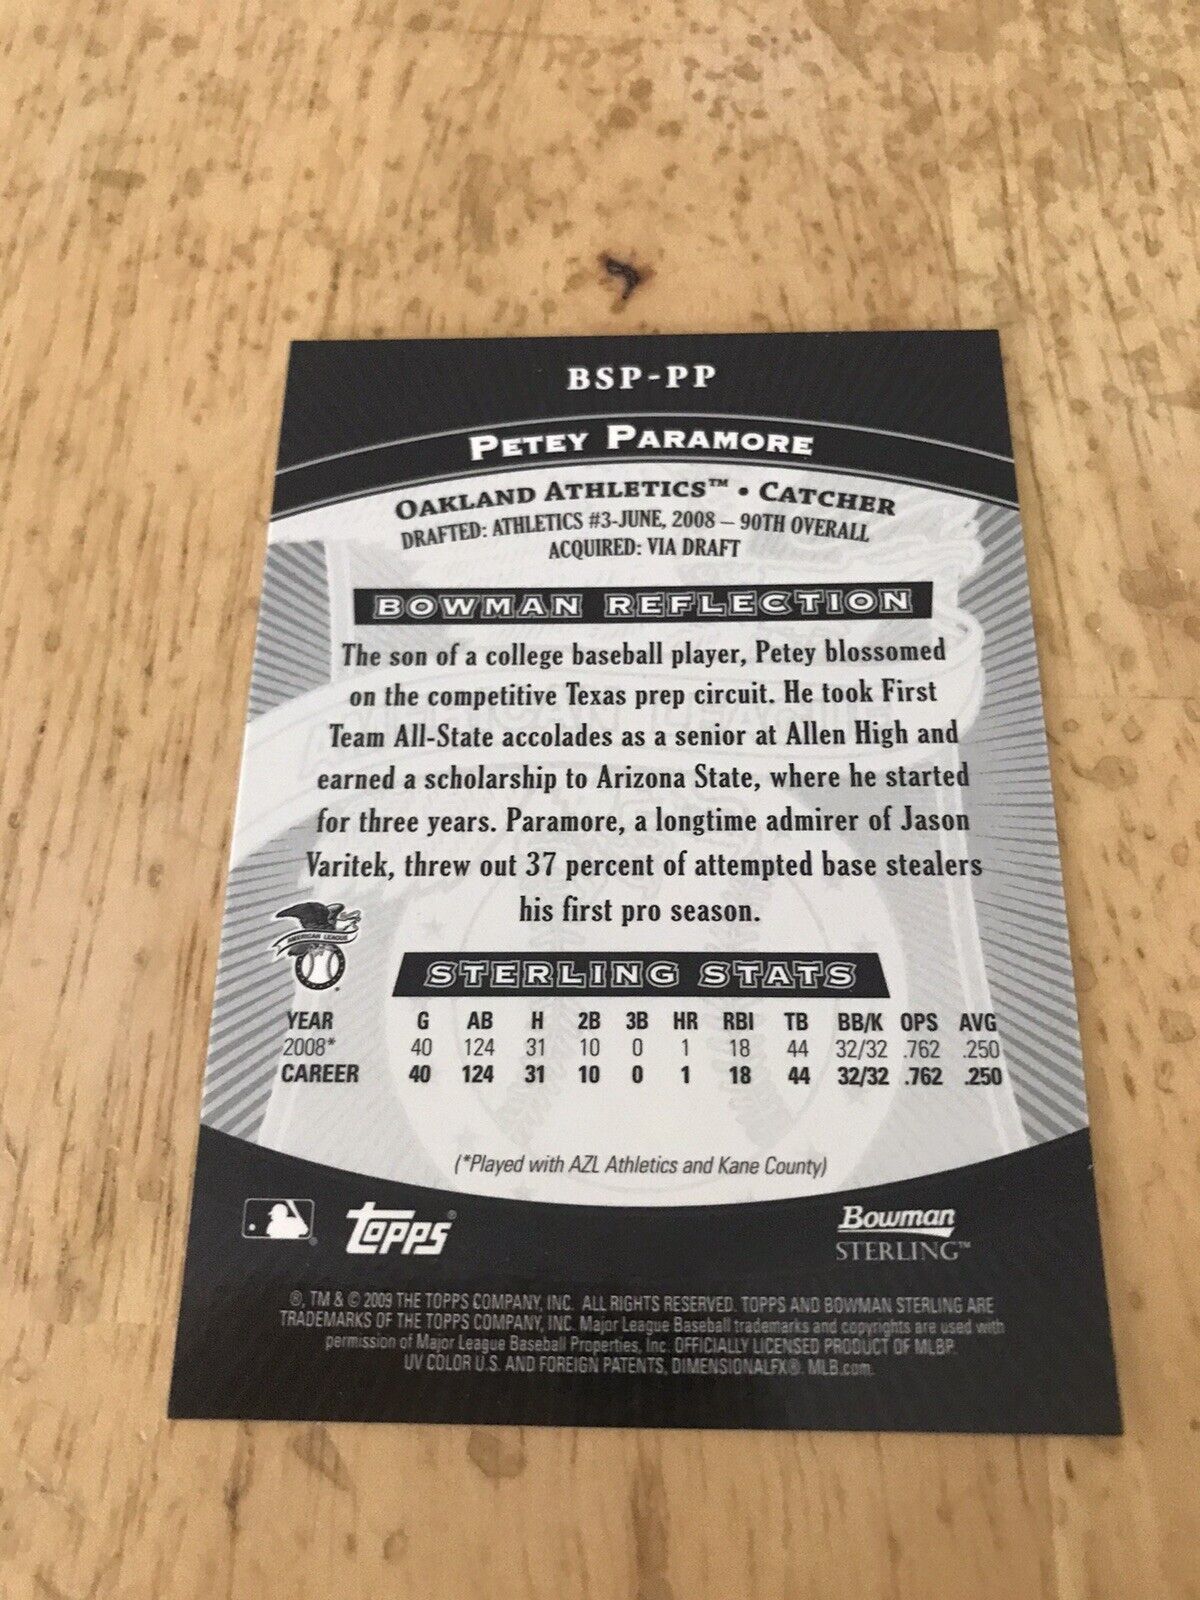 BSP-PP
PETEY PARAMORE
OAKLAND ATHLETICS™ • CATCHER
DRAFTED: ATHLETICS #3-JUNE, 2008 – 90TH OVERALL
ACQUIRED: VIA DRAFT
BOWMAN REFLECTION
The son of a college baseball player, Petey blossomed
on the competitive Texas prep circuit. He took First
Team All-State accolades as a senior at Allen High and
earned a scholarship to Arizona State, where he started
for three years. Paramore, a longtime admirer of Jason
Varitek, threw out 37 percent of attempted base stealers
his first pro season.
AMERICAN LEAGUE
STERLING STATS
YEAR G AB H 2B 3B HR RBI TB BB/K OPS AVG
2008* 40 124 31 10 0 1 18 44 32/32 .762 .250
CAREER 40 124 31 10 0 1 18 44 32/32 .762 .250
(*Played with AZL Athletics and Kane County)
Topps®
Bowman
STERLING™
®, TM & © 2009 THE TOPPS COMPANY, INC. ALL RIGHTS RESERVED. TOPPS AND BOWMAN STERLING ARE
TRADEMARKS OF THE TOPPS COMPANY, INC. Major League Baseball trademarks and copyrights are used with
permission of Major League Baseball Properties, Inc. OFFICIALLY LICENSED PRODUCT OF MLBP.
UV COLOR U.S. AND FOREIGN PATENTS, DIMENSIONALFX®. MLB.com.